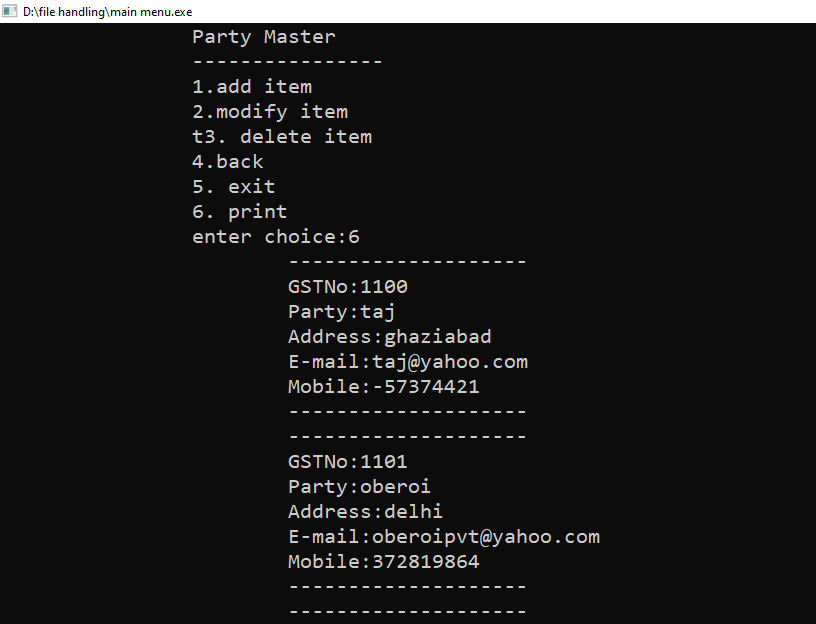 D:\file handling\main menu.exe
Party Master
----------------
1.add item
2.modify item
t3. delete item
4.back
5. exit
6. print
enter choice:6
--------------------
GSTNo:1100
Party:taj
Address:ghaziabad
E-mail:taj@yahoo.com
Mobile:-57374421
--------------------
--------------------
GSTNo:1101
Party:oberoi
Address:delhi
E-mail:oberoipvt@yahoo.com
Mobile:372819864
--------------------
--------------------